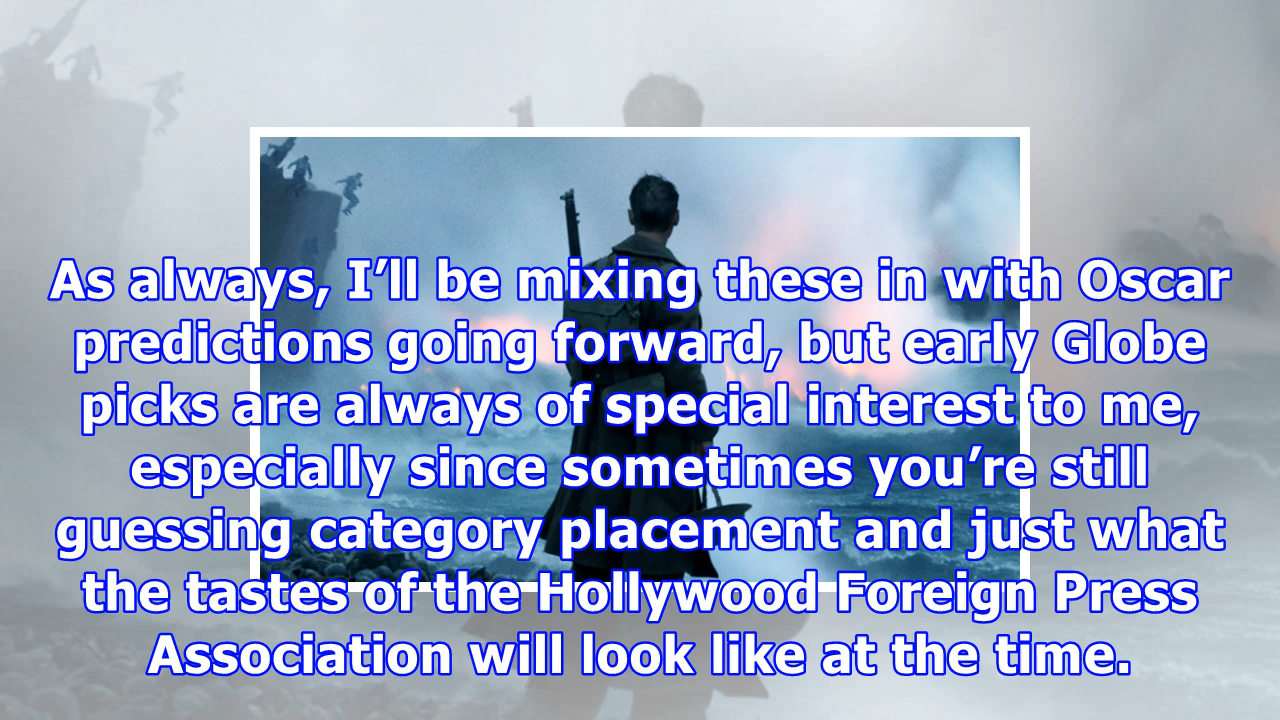 As always, I’ll be mixing these in with Oscar
predictions going forward, but early Globe
picks are always of special interest to me,
especially since sometimes you’re still
guessing category placement and just what
the tastes of the Hollywood Foreign Press
Association will look like at the time.